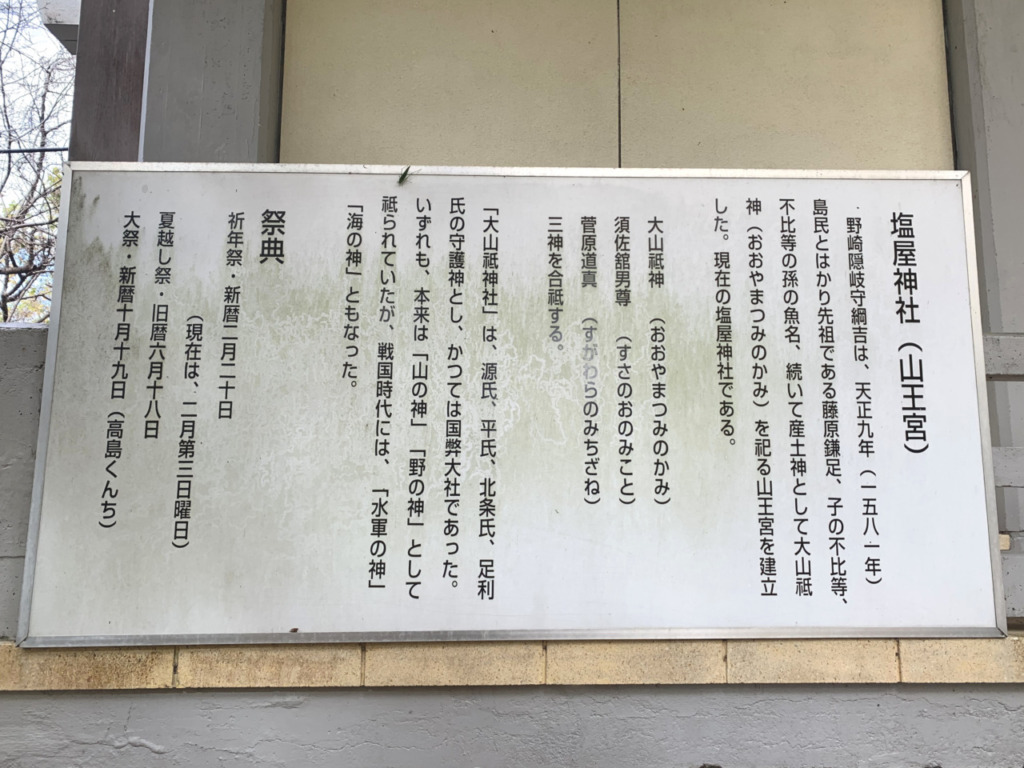 塩屋神社（山王宮）
野崎隠岐守綱吉は、天正九年（一五八一年）
島民とはかり先祖である藤原鎌足、子の不比等、
不比等の孫の魚名、続いて産土神として大山祇
神（おおやまつみのかみ）を祀る山王宮を建立
した。現在の塩屋神社である。
大山祇神　（おおやまつみのかみ）
須佐舘男尊　（すさのおのみこと）
菅原道真　（すがわらのみちざね）
三神を合祇する。
「大山祇神社」は、源氏、平氏、北条氏、足利
氏の守護神とし、かつては国弊大社であった。
いずれも、本来は「山の神」「野の神」として
祗られていたが、戦国時代には、「水軍の神」
「海の神」ともなった。
祭典
祈年祭・新暦二月二十日
（現在は、二月第三日曜日）
夏越し祭・旧暦六月十八日
大祭・新暦十月十九日（高島くんち）